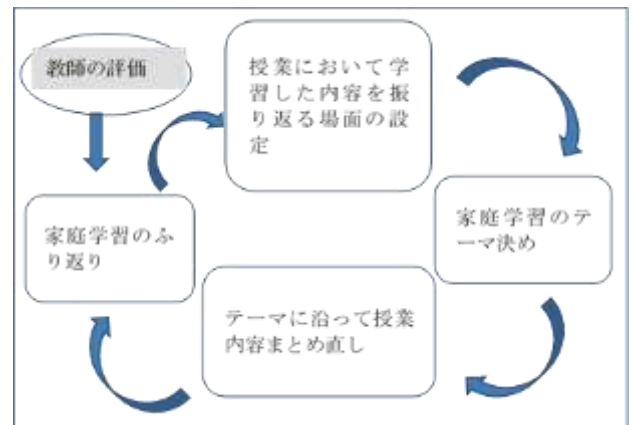 教師の評価
授業において学
習した内容を振
り返る場面の設
定
家庭学習のテ
ーマ決め
テーマに沿って授業
内容まとめ直し
家庭学習のふ
り返り